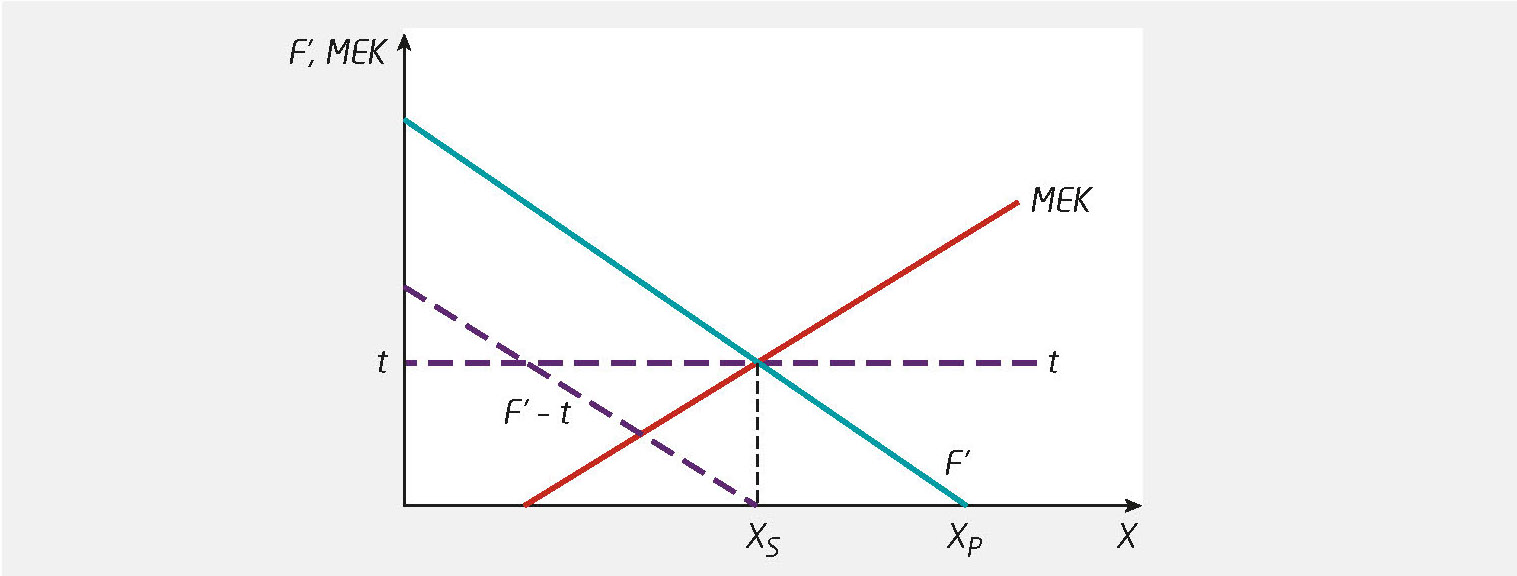 F′, MEK
MEK
t
t
F′ – t
F′
X_S
X_P
X